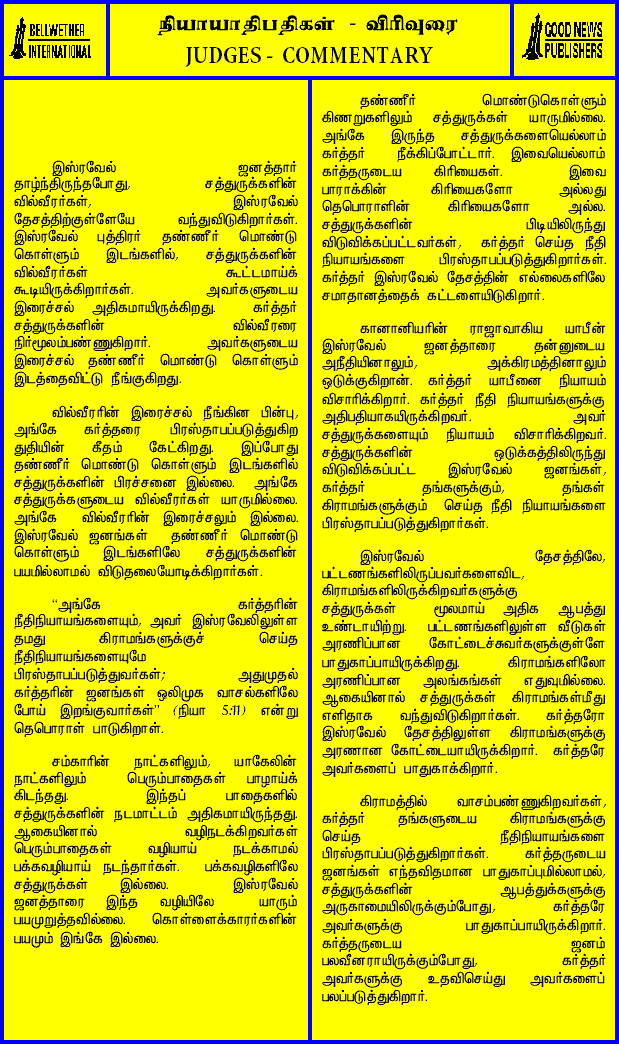 BELLWETHER
INTERNATIONAL
நியாயாதிபதிகள் - விரிவுரை
JUDGES - COMMENTARY
GOOD NEWS
PUBLISHERS
இஸ்ரவேல் ஜனத்தார்
தாழ்ந்திருந்தபோது, சத்துருக்களின்
வில்வீரர்கள், இஸ்ரவேல்
தேசத்திற்குள்ளேயே வந்துவிடுகிறார்கள்.
இஸ்ரவேல் புத்திரர் தண்ணீர் மொண்டு
கொள்ளும் இடங்களில், சத்துருக்களின்
வில்வீரர்கள் கூட்டமாய்க்
கூடியிருக்கிறார்கள். அவர்களுடைய
இரைச்சல் அதிகமாயிருக்கிறது. கர்த்தர்
சத்துருக்களின் வில்வீரரை
நிர்மூலம்பண்ணுகிறார். அவர்களுடைய
இரைச்சல் தண்ணீர் மொண்டு கொள்ளும்
இடத்தைவிட்டு நீங்குகிறது.
வில்வீரரின் இரைச்சல் நீங்கின பின்பு,
அங்கே கர்த்தரை பிரஸ்தாபப்படுத்துகிற
துதியின் கீதம் கேட்கிறது. இப்போது
தண்ணீர் மொண்டு கொள்ளும் இடங்களில்
சத்துருக்களின் பிரச்சனை இல்லை. அங்கே
சத்துருக்களுடைய வில்வீரர்கள் யாருமில்லை.
அங்கே வில்வீரரின் இரைச்சலும் இல்லை.
இஸ்ரவேல் ஜனங்கள் தண்ணீர் மொண்டு
கொள்ளும் இடங்களிலே சத்துருக்களின்
பயமில்லாமல் விடுதலையோடிக்கிறார்கள்.
“அங்கே கர்த்தரின்
நீதிநியாயங்களையும், அவர் இஸ்ரவேலிலுள்ள
தமது கிராமங்களுக்குச் செய்த
நீதிநியாயங்களையுமே
பிரஸ்தாபப்படுத்துவர்கள்; அதுமுதல்
கர்த்தரின் ஜனங்கள் ஒலிமுக வாசல்களிலே
போய் இறங்குவார்கள்” (நியா 5:11) என்று
தெபொராள் பாடுகிறாள்.
சம்காரின் நாட்களிலும், யாகேலின்
நாட்களிலும் பெரும்பாதைகள் பாழாய்க்
கிடந்தது. இந்தப் பாதைகளில்
சத்துருக்களின் நடமாட்டம் அதிகமாயிருந்தது.
ஆகையினால் வழிநடக்கிறவர்கள்
பெரும்பாதைகள் வழியாய் நடக்காமல்
பக்கவழியாய் நடந்தார்கள். பக்கவழிகளிலே
சத்துருக்கள் இல்லை. இஸ்ரவேல்
ஜனத்தாரை இந்த வழியிலே யாரும்
பயமுறுத்தவில்லை. கொள்ளைக்காரர்களின்
பயமும் இங்கே இல்லை.
தண்ணீர் மொண்டுகொள்ளும்
கிணறுகளிலும் சத்துருக்கள் யாருமில்லை.
அங்கே இருந்த சத்துருக்களையெல்லாம்
கர்த்தர் நீக்கிப்போட்டார். இவையெல்லாம்
கர்த்தருடைய கிரியைகள். இவை
பாராக்கின் கிரியைகளோ அல்லது
தெபொராளின் கிரியைகளோ அல்ல.
சத்துருக்களின் பிடியிலிருந்து
விடுவிக்கப்பட்டவர்கள், கர்த்தர் செய்த நீதி
நியாயங்களை பிரஸ்தாபப்படுத்துகிறார்கள்.
கர்த்தர் இஸ்ரவேல் தேசத்தின் எல்லைகளிலே
சமாதானத்தைக் கட்டளையிடுகிறார்.
கானானியரின் ராஜாவாகிய யாபீன்
இஸ்ரவேல் ஜனத்தாரை தன்னுடைய
அநீதியினாலும், அக்கிரமத்தினாலும்
ஒடுக்குகிறான். கர்த்தர் யாபீனை நியாயம்
விசாரிக்கிறார். கர்த்தர் நீதி நியாயங்களுக்கு
அதிபதியாகயிருக்கிறவர். அவர்
சத்துருக்களையும் நியாயம் விசாரிக்கிறவர்.
சத்துருக்களின் ஒடுக்கத்திலிருந்து
விடுவிக்கப்பட்ட இஸ்ரவேல் ஜனங்கள்,
கர்த்தர் தங்களுக்கும், தங்கள்
கிராமங்களுக்கும் செய்த நீதி நியாயங்களை
பிரஸ்தாபப்படுத்துகிறார்கள்.
இஸ்ரவேல் தேசத்திலே,
பட்டணங்களிலிருப்பவர்களைவிட,
கிராமங்களிலிருக்கிறவர்களுக்கு
சத்துருக்கள் மூலமாய் அதிக ஆபத்து
உண்டாயிற்று. பட்டணங்களிலுள்ள வீடுகள்
அரணிப்பான கோட்டைச்சுவர்களுக்குள்ளே
பாதுகாப்பாயிருக்கிறது. கிராமங்களிலோ
அரணிப்பான அலங்கங்கள் எதுவுமில்லை.
ஆகையினால் சத்துருக்கள் கிராமங்கள்மீது
எளிதாக வந்துவிடுகிறார்கள். கர்த்தரோ
இஸ்ரவேல் தேசத்திலுள்ள கிராமங்களுக்கு
அரணான கோட்டையாயிருக்கிறார். கர்த்தரே
அவர்களைப் பாதுகாக்கிறார்.
கிராமத்தில் வாசம்பண்ணுகிறவர்கள்,
கர்த்தர் தங்களுடைய கிராமங்களுக்கு
செய்த நீதிநியாயங்களை
பிரஸ்தாபப்படுத்துகிறார்கள். கர்த்தருடைய
ஜனங்கள் எந்தவிதமான பாதுகாப்புமில்லாமல்,
சத்துருக்களின் ஆபத்துக்களுக்கு
அருகாமையிலிருக்கும்போது, கர்த்தரே
அவர்களுக்கு பாதுகாப்பாயிருக்கிறார்.
கர்த்தருடைய ஜனம்
பலவீனராயிருக்கும்போது, கர்த்தர்
அவர்களுக்கு உதவிசெய்து அவர்களைப்
பலப்படுத்துகிறார்.